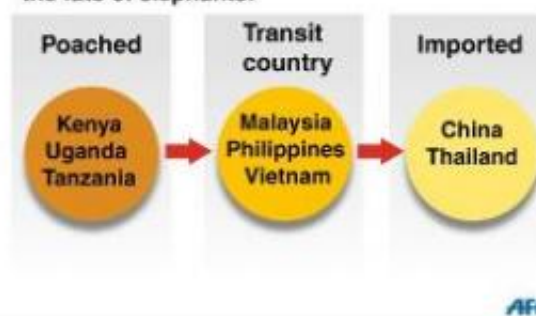 Poached
Transit
country
Imported
Kenya
Uganda
Tanzania
Malaysia
Philippines
Vietnam
China
Thailand